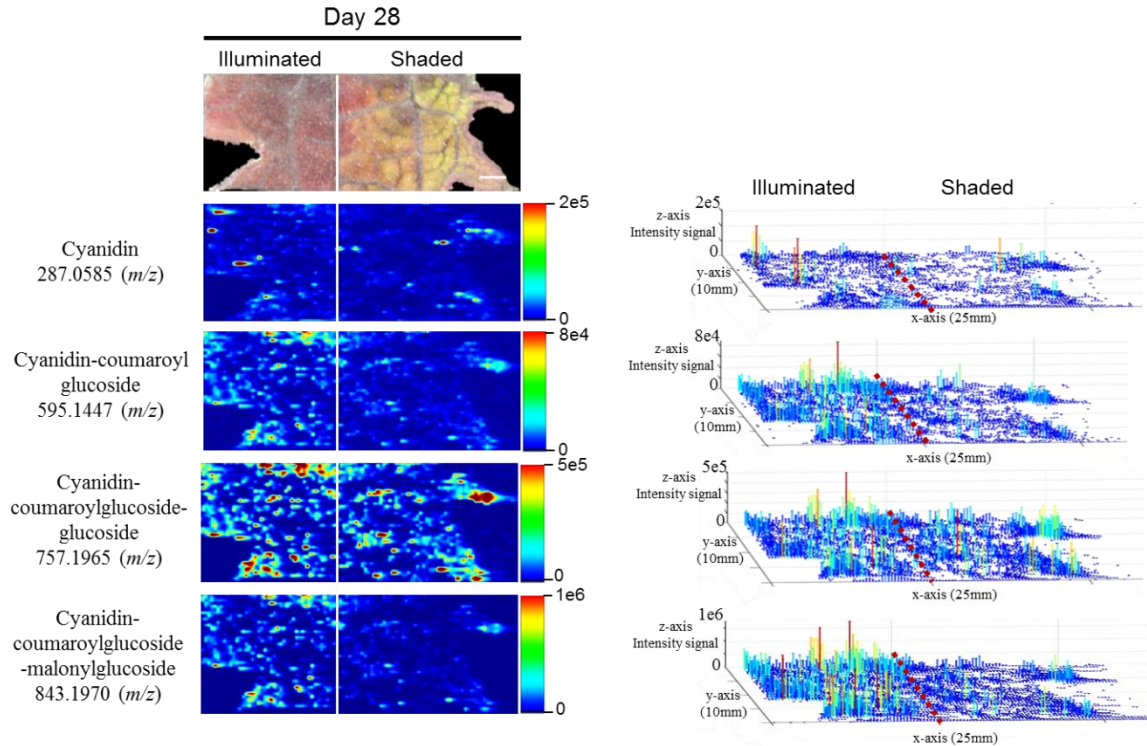 Day 28
Illuminated
Shaded
Cyanidin
287.0585 (m/z)
2e5
0
Cyanidin-coumaroyl
glucoside
595.1447 (m/z)
8e4
0
Cyanidin-
coumaroylglucoside-
glucoside
757.1965 (m/z)
5e5
0
Cyanidin-
coumaroylglucoside
-malonylglucoside
843.1970 (m/z)
1e6
0
Illuminated
Shaded
2e5
z-axis
Intensity signal
0
y-axis
(10mm)
x-axis (25mm)
8e4
z-axis
Intensity signal
0
y-axis
(10mm)
x-axis (25mm)
5e5
z-axis
Intensity signal
0
y-axis
(10mm)
x-axis (25mm)
1e6
z-axis
Intensity signal
0
y-axis
(10mm)
x-axis (25mm)